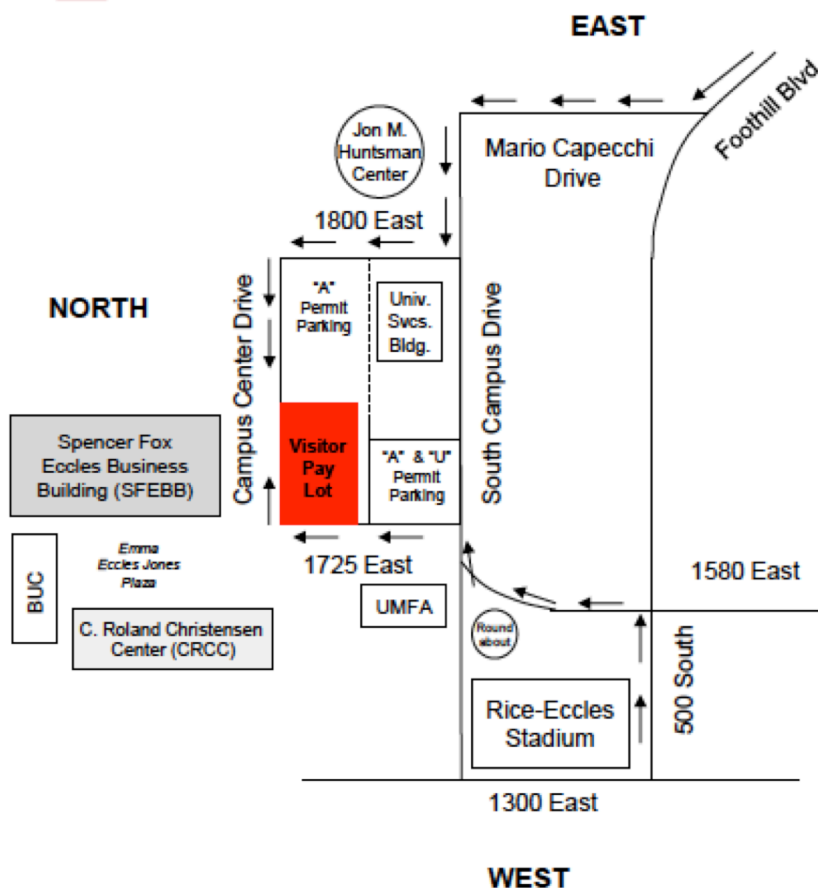 EAST
Foothill Blvd
Jon M.
Huntsman
Center
Mario Capecchi
Drive
1800 East
NORTH
Campus Center Drive
"A"
Permit
Parking
Univ.
Svcs.
Bldg.
South Campus Drive
Spencer Fox
Eccles Business
Building (SFEBB)
Visitor
Pay
Lot
"A" & "U"
Permit
Parking
BUC
Emma
Eccles Jones
Plaza
1725 East
1580 East
UMFA
C. Roland Christensen
Center (CRCC)
Round
about
500 South
Rice-Eccles
Stadium
1300 East
WEST